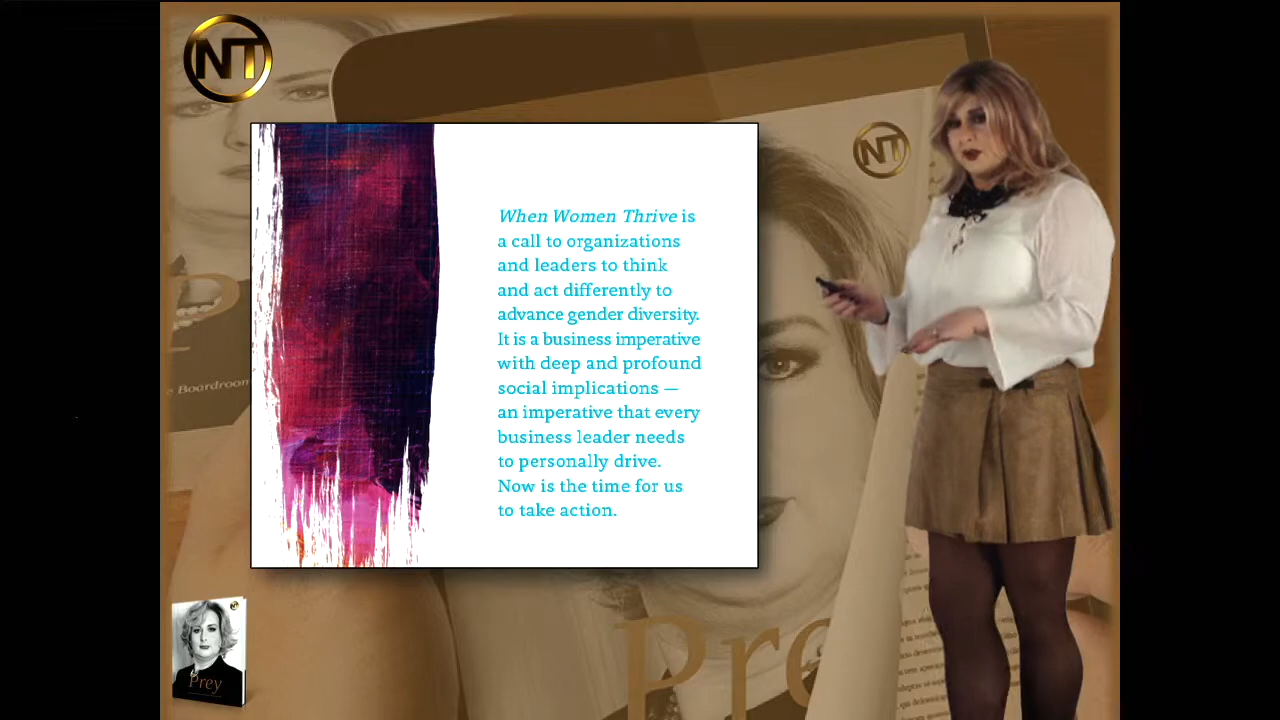 NT
NT
When Women Thrive is
a call to organizations
and leaders to think
and act differently to
advance gender diversity.
It is a business imperative
with deep and profound
social implications —
an imperative that every
business leader needs
to personally drive.
Now is the time for us
to take action.
Boardroom
Pre
NT
Prey